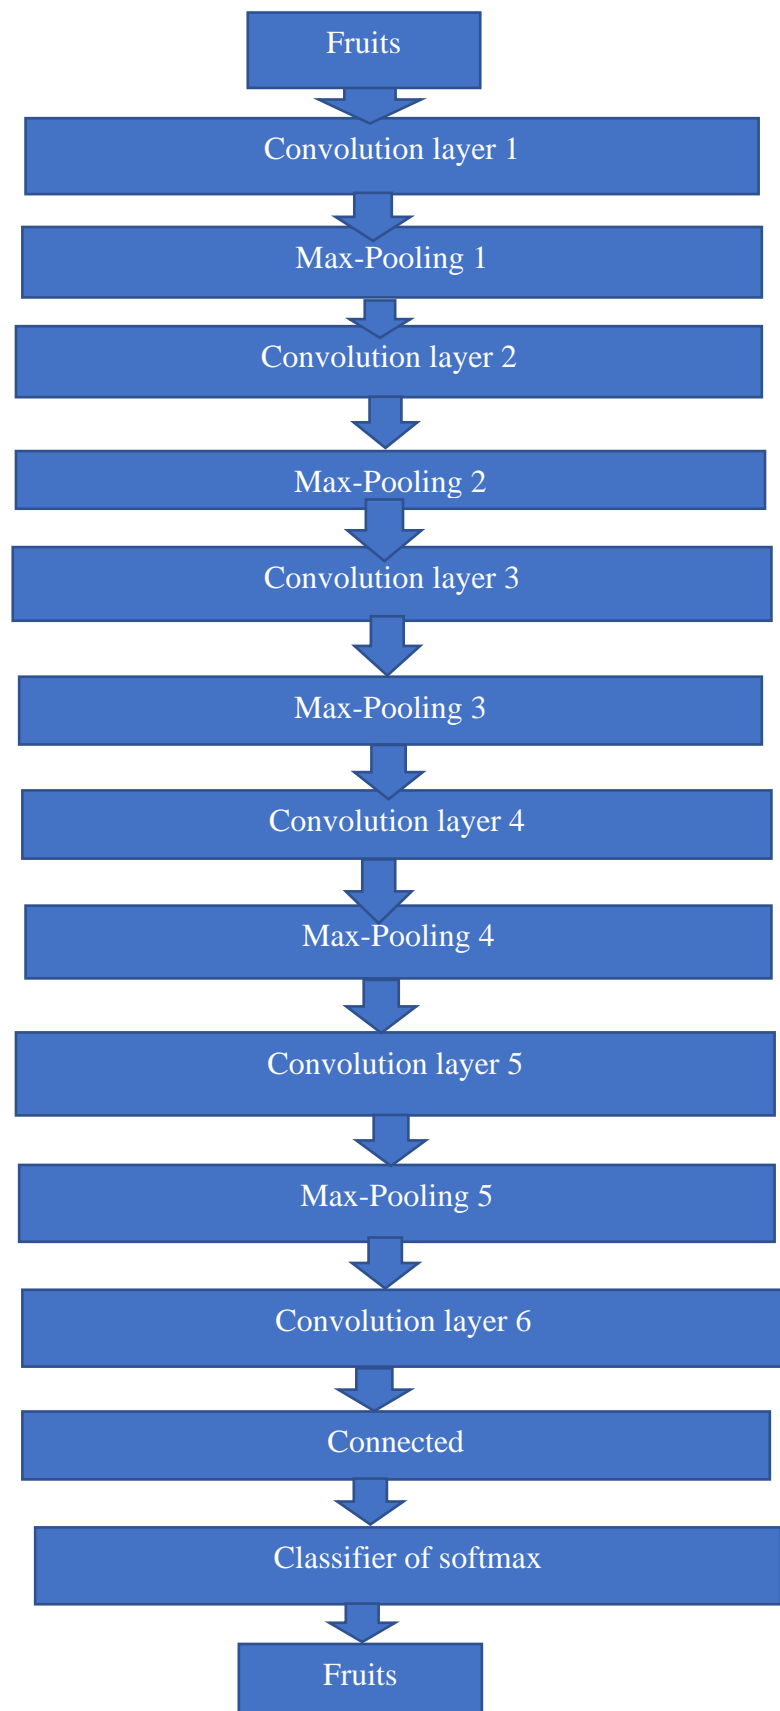 Fruits
Convolution layer 1
Max-Pooling 1
Convolution layer 2
Max-Pooling 2
Convolution layer 3
Max-Pooling 3
Convolution layer 4
Max-Pooling 4
Convolution layer 5
Max-Pooling 5
Convolution layer 6
Connected
Classifier of softmax
Fruits